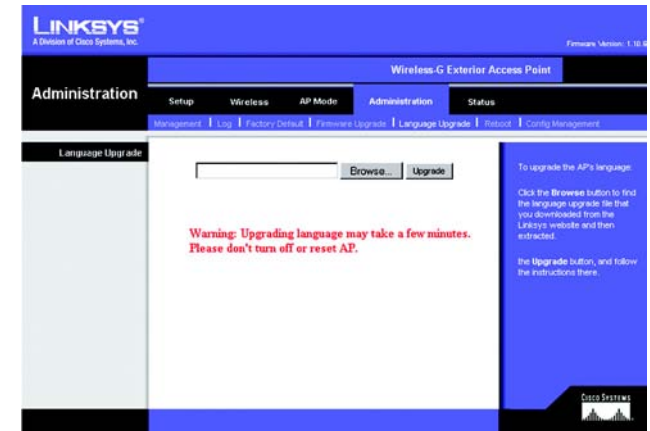 LINKSYS®
A Division of Cisco Systems, Inc.
Firmware Version: 1.10.
Wireless-G Exterior Access Point
Administration
Setup Wireless AP Mode Administration Status
Management | Log | Factory Default | Firmware Upgrade | Language Upgrade | Reboot | Config Management
Language Upgrade
Browse... Upgrade
Warning: Upgrading language may take a few minutes.
Please don't turn off or reset AP.
To upgrade the AP's language:
Click the Browse button to find
the language upgrade file that
you downloaded from the
Linksys website and then
extracted.
the Upgrade button, and follow
the instructions there.
CISCO SYSTEMS